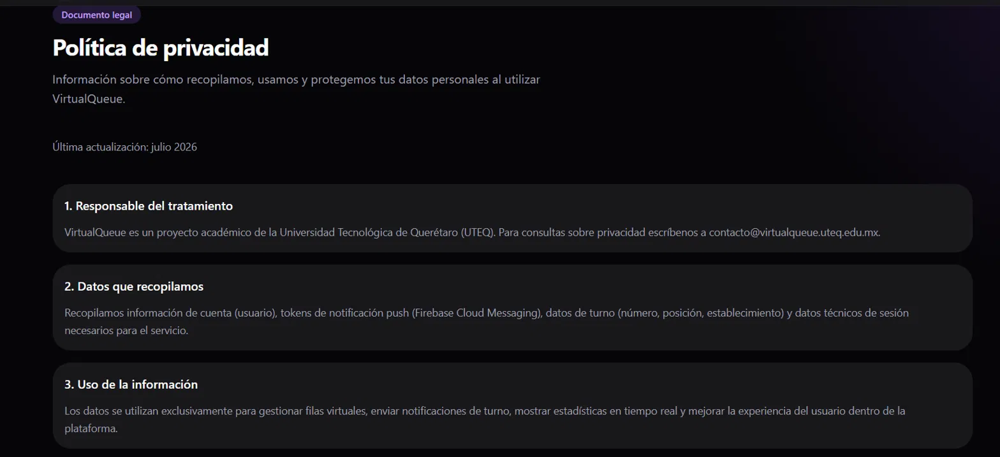 Documento legal
Política de privacidad
Información sobre cómo recopilamos, usamos y protegemos tus datos personales al utilizar
VirtualQueue.
Última actualización: julio 2026
1. Responsable del tratamiento
VirtualQueue es un proyecto académico de la Universidad Tecnológica de Querétaro (UTEQ). Para consultas sobre privacidad escríbenos a contacto@virtualqueue.uteq.edu.mx.
2. Datos que recopilamos
Recopilamos información de cuenta (usuario), tokens de notificación push (Firebase Cloud Messaging), datos de turno (número, posición, establecimiento) y datos técnicos de sesión
necesarios para el servicio.
3. Uso de la información
Los datos se utilizan exclusivamente para gestionar filas virtuales, enviar notificaciones de turno, mostrar estadísticas en tiempo real y mejorar la experiencia del usuario dentro de la
plataforma.